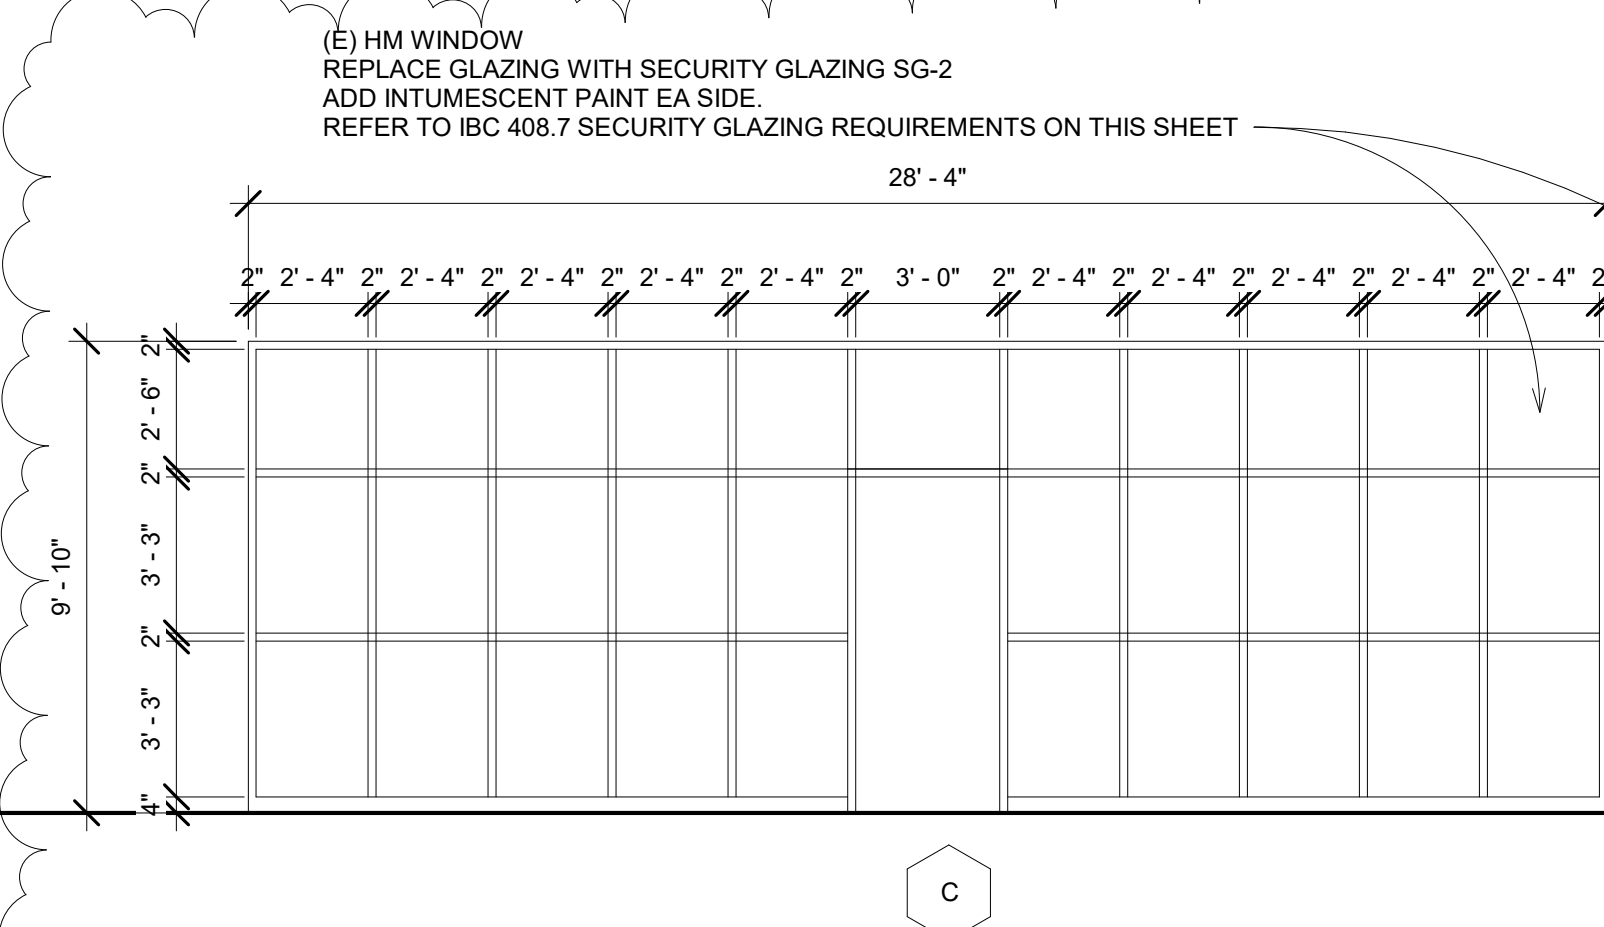 (E) HM WINDOW
REPLACE GLAZING WITH SECURITY GLAZING SG-2
ADD INTUMESCENT PAINT EA SIDE.
REFER TO IBC 408.7 SECURITY GLAZING REQUIREMENTS ON THIS SHEET
28' - 4"
2" 2' - 4" 2" 2' - 4" 2" 2' - 4" 2" 2' - 4" 2" 2' - 4" 2" 3' - 0" 2" 2' - 4" 2" 2' - 4" 2" 2' - 4" 2" 2' - 4" 2" 2' - 4" 2
2"
2' - 6"
2"
3' - 3"
9' - 10"
2"
3' - 3"
4"
C